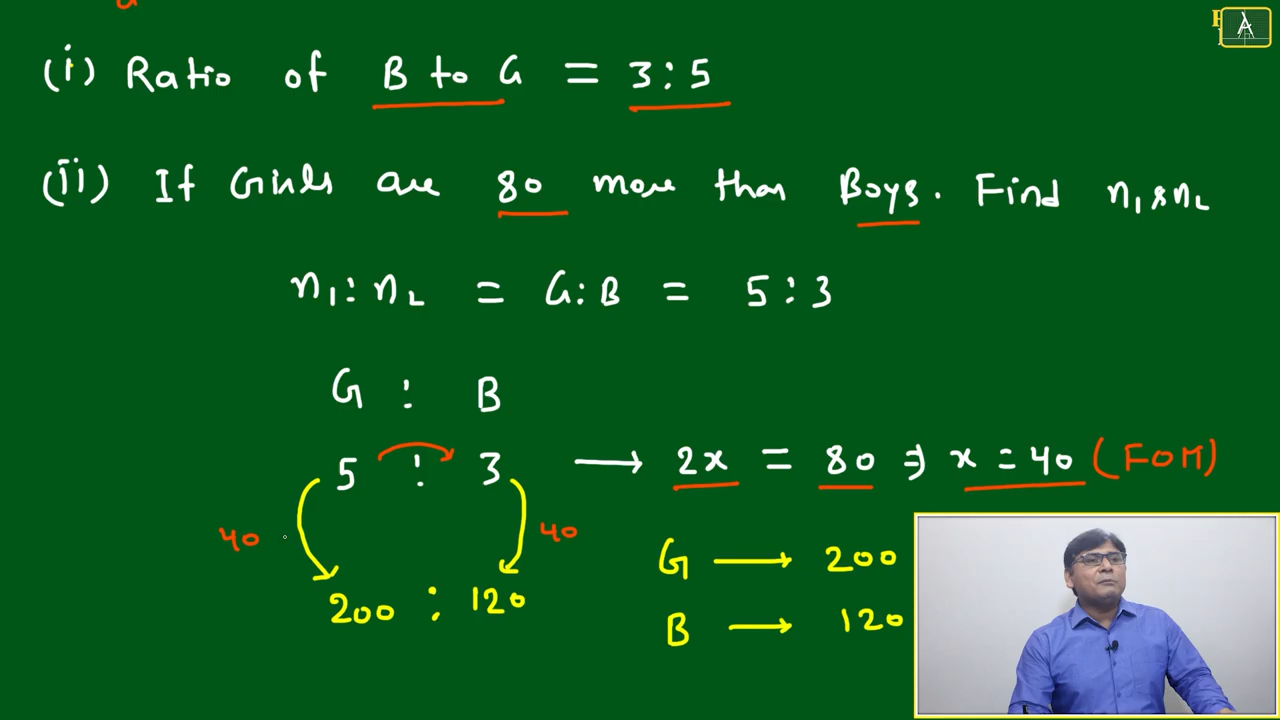 (i) Ratio of B to G = 3:5
(ii) If Girls are 80 more than Boys. Find n₁ & n₂
n₁:n₂ = G:B = 5:3
G : B
5 : 3 → 2x = 80 ⇒ x = 40 (FOM)
40 40
G → 200
200 : 120
B → 120